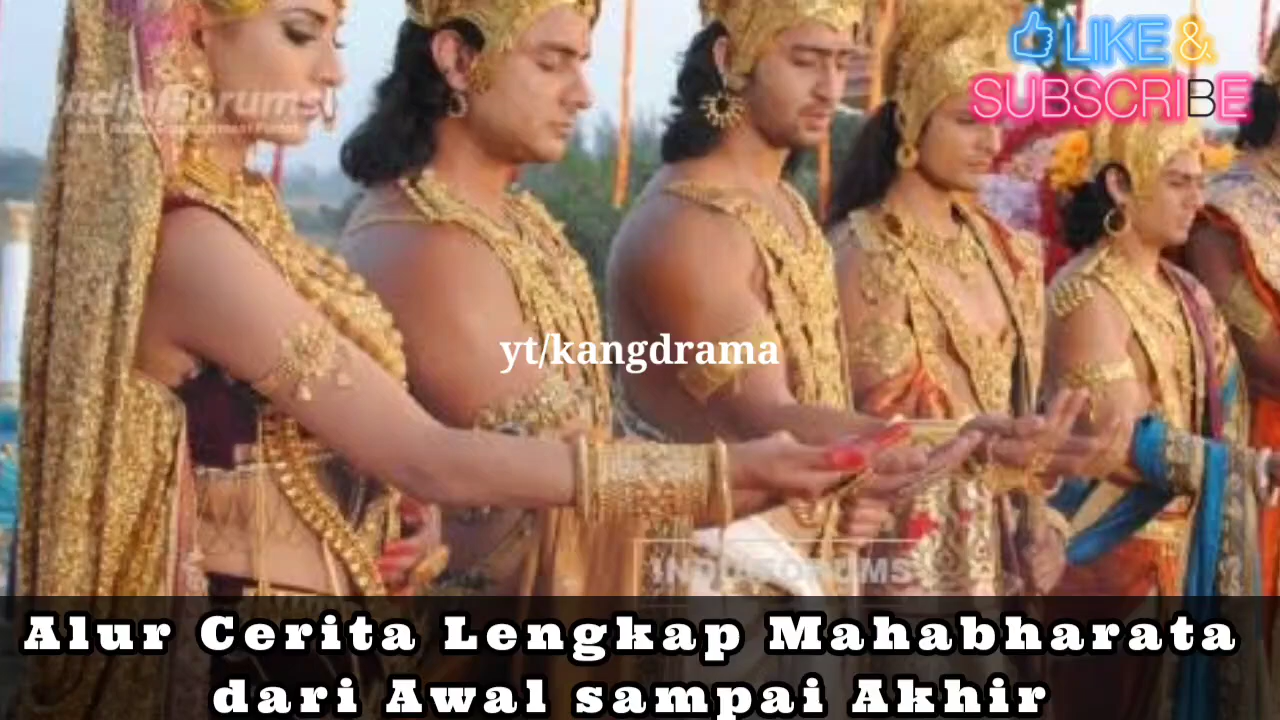 LIKE &
SUBSCRIBE
yt/kangdrama
Alur Cerita Lengkap Mahabharata
dari Awal sampai Akhir